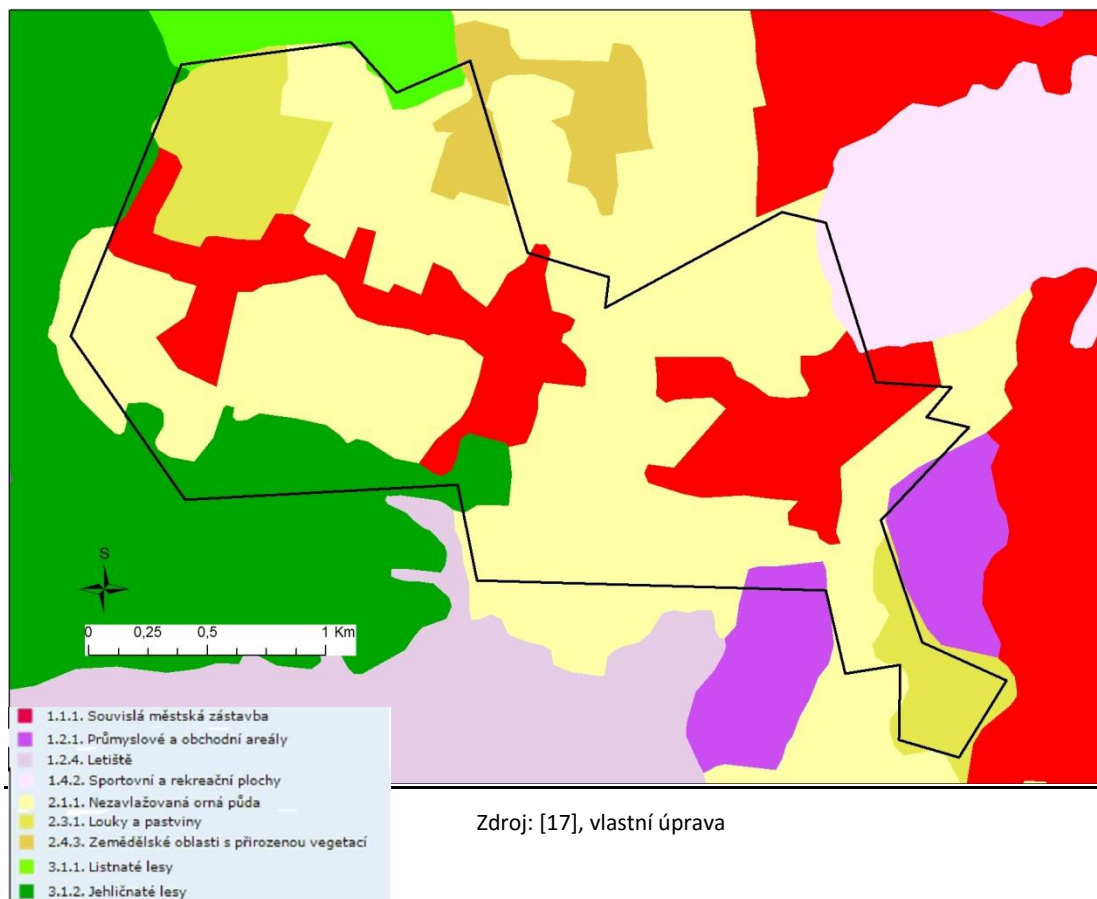 S
0 0,25 0,5 1 Km
1.1.1. Souvislá městská zástavba
1.2.1. Průmyslové a obchodní areály
1.2.4. Letiště
1.4.2. Sportovní a rekreační plochy
2.1.1. Nezavlažovaná orná půda
2.3.1. Louky a pastviny
2.4.3. Zemědělské oblasti s přirozenou vegetací
3.1.1. Listnaté lesy
3.1.2. Jehličnaté lesy
Zdroj: [17], vlastní úprava